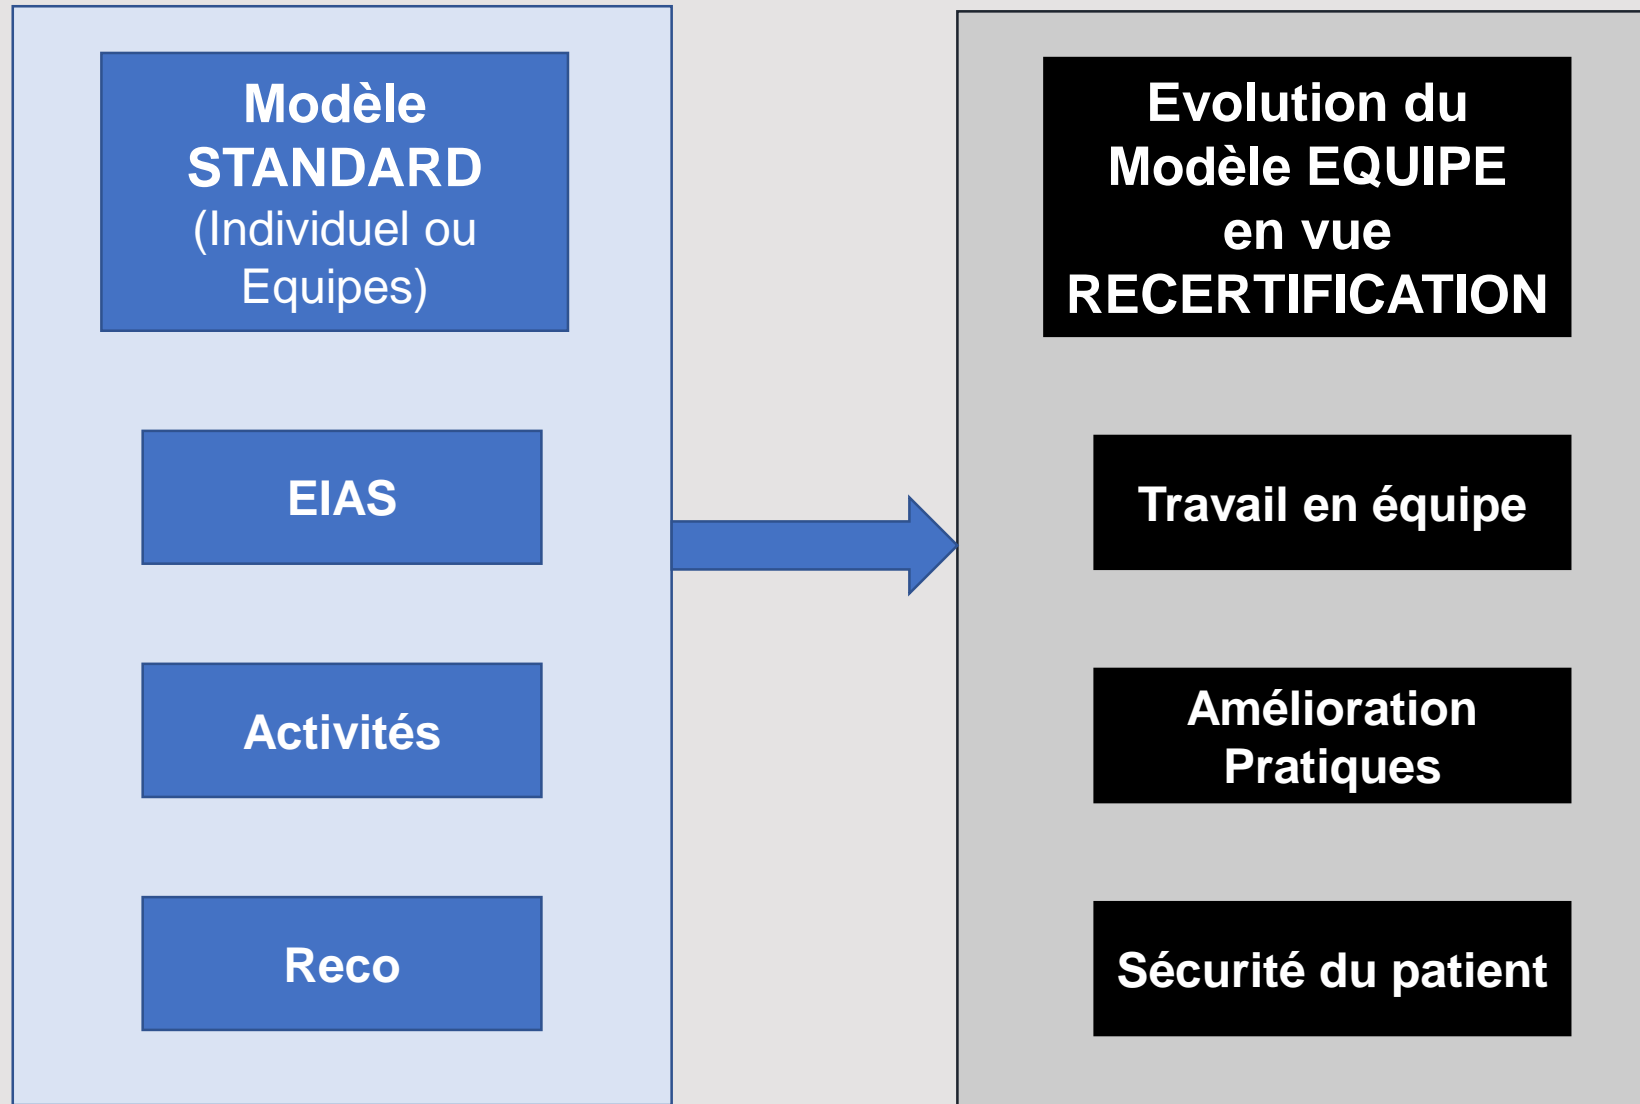 Modèle
STANDARD
(Individuel ou
Equipes)
EIAS
Activités
Reco
Evolution du
Modèle EQUIPE
en vue
RECERTIFICATION
Travail en équipe
Amélioration
Pratiques
Sécurité du patient